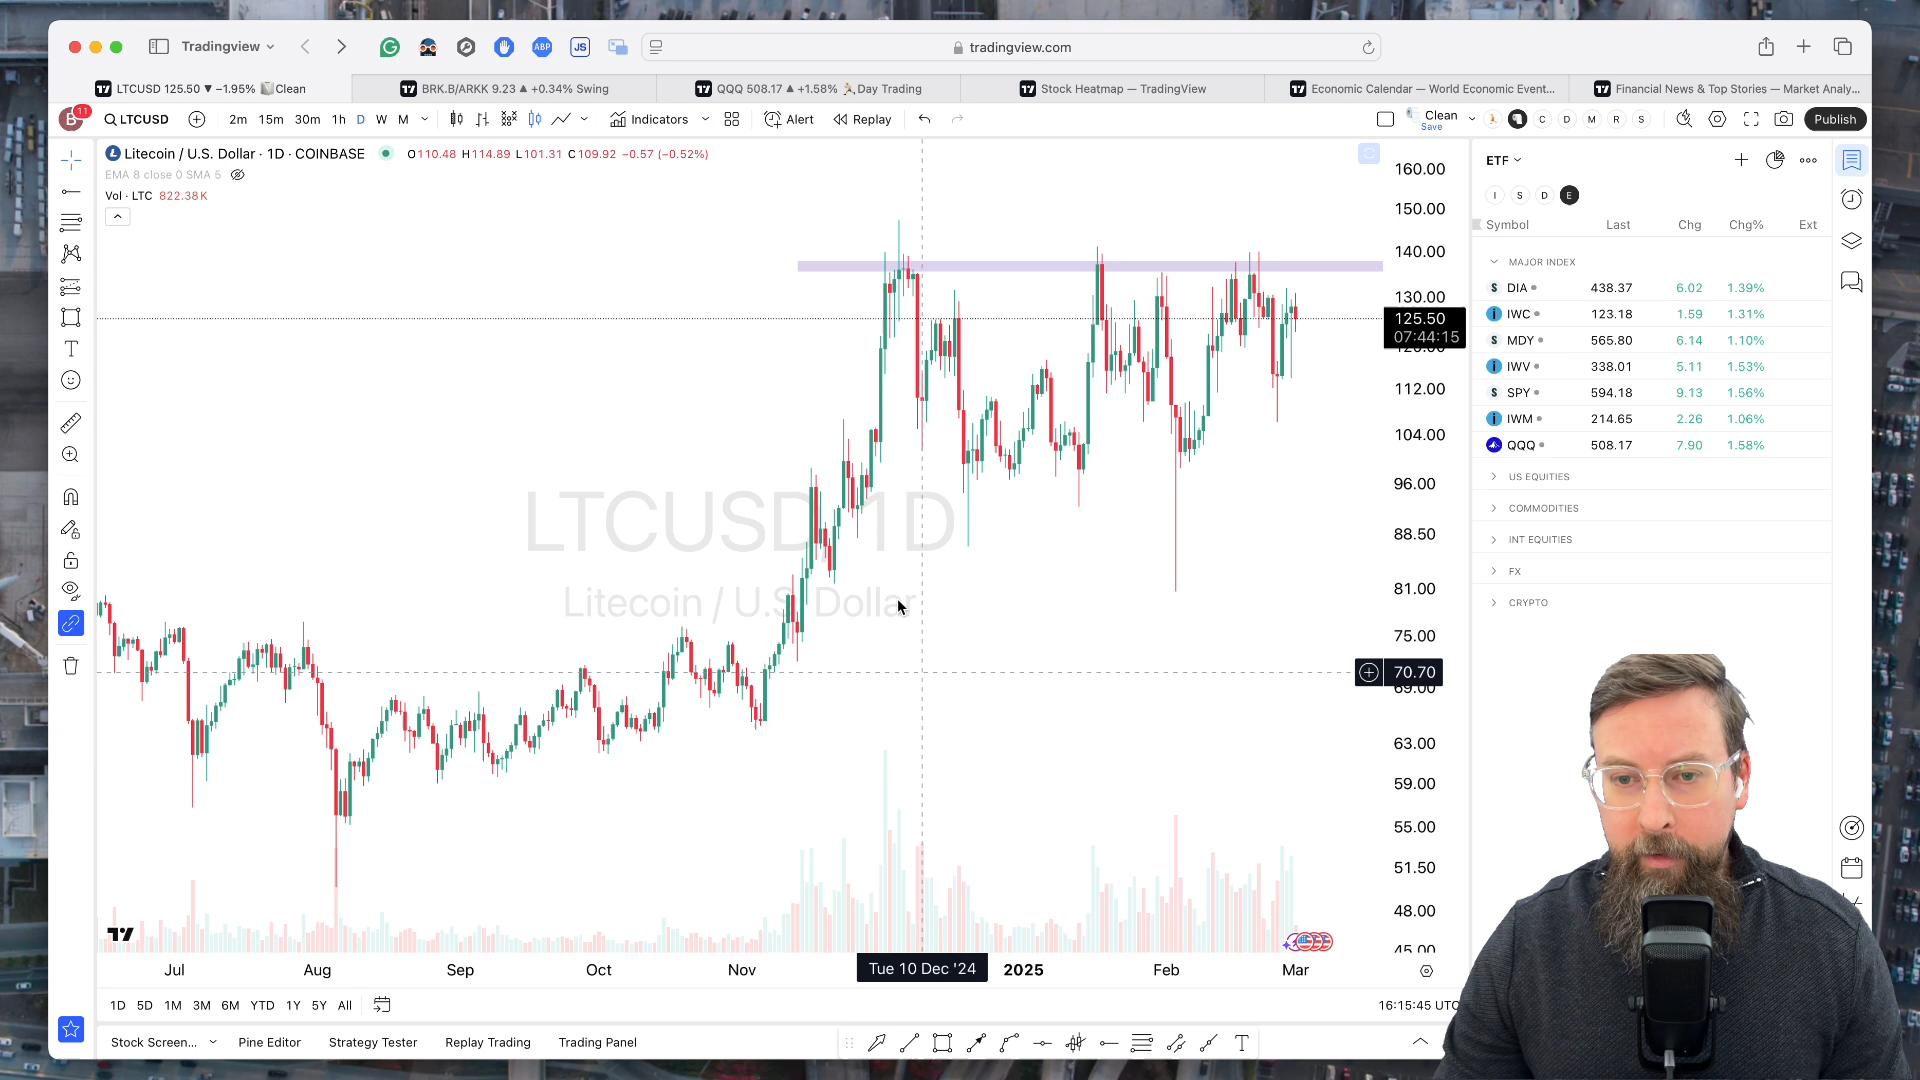 Tradingview
ABP
JS
tradingview.com
LTCUSD 125.50 ▼ −1.95% Clean
BRK.B/ARKK 9.23 ▲ +0.34% Swing
QQQ 508.17 ▲ +1.58% Day Trading
Stock Heatmap — TradingView
Economic Calendar — World Economic Event...
Financial News & Top Stories — Market Analy...
B 11
LTCUSD
2m 15m 30m 1h D W M
Indicators
Alert
Replay
Clean
Save
C D M R S
Publish
Litecoin / U.S. Dollar · 1D · COINBASE
O110.48 H114.89 L101.31 C109.92 −0.57 (−0.52%)
EMA 8 close 0 SMA 5
Vol · LTC 822.38K
160.00
150.00
140.00
130.00
125.50
07:44:15
112.00
104.00
96.00
88.50
81.00
75.00
70.70
69.00
63.00
59.00
55.00
51.50
48.00
45.00
LTCUSD, 1D
Litecoin / U.S. Dollar
Jul Aug Sep Oct Nov Tue 10 Dec '24 2025 Feb Mar
1D 5D 1M 3M 6M YTD 1Y 5Y All
16:15:45 UTC
Stock Screen... Pine Editor Strategy Tester Replay Trading Trading Panel
ETF
I S D E
Symbol Last Chg Chg% Ext
MAJOR INDEX
DIA 438.37 6.02 1.39%
IWC 123.18 1.59 1.31%
MDY 565.80 6.14 1.10%
IWV 338.01 5.11 1.53%
SPY 594.18 9.13 1.56%
IWM 214.65 2.26 1.06%
QQQ 508.17 7.90 1.58%
US EQUITIES
COMMODITIES
INT EQUITIES
FX
CRYPTO